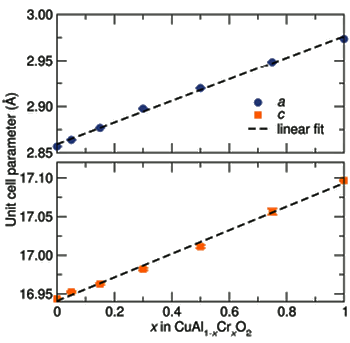 3.00
2.95
2.90
2.85
a
c
linear fit
Unit cell parameter (Å)
17.10
17.05
17.00
16.95
0 0.2 0.4 0.6 0.8 1
x in CuAl₁₋ₓCrₓO₂